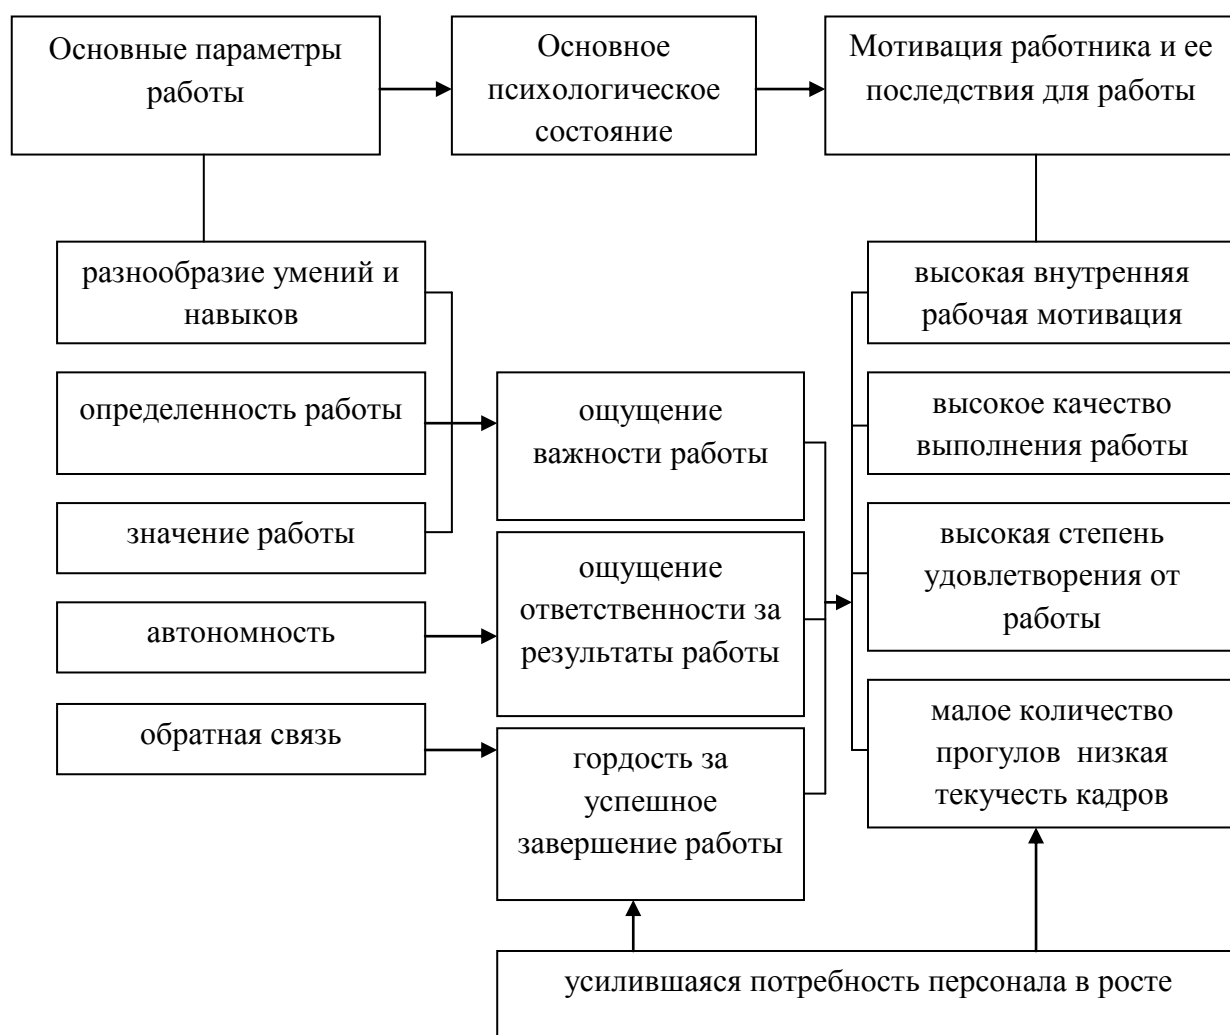 Основные параметры
работы
Основное
психологическое
состояние
Мотивация работника и ее
последствия для работы
разнообразие умений и
навыков
определенность работы
значение работы
автономность
обратная связь
ощущение
важности работы
ощущение
ответственности за
результаты работы
гордость за
успешное
завершение работы
высокая внутренняя
рабочая мотивация
высокое качество
выполнения работы
высокая степень
удовлетворения от
работы
малое количество
прогулов  низкая
текучесть кадров
усилившаяся потребность персонала в росте